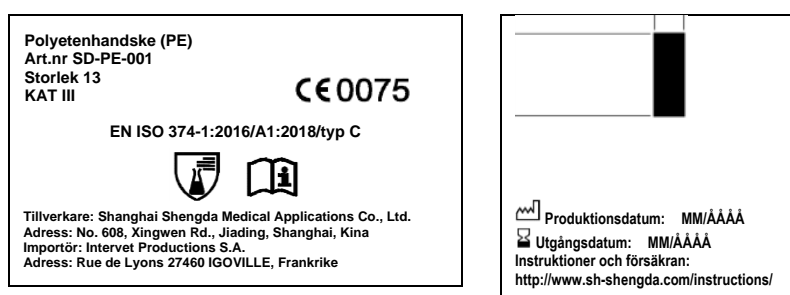 Polyetenhandske (PE)
Art.nr SD-PE-001
Storlek 13
KAT III
CE 0075
EN ISO 374-1:2016/A1:2018/typ C
Tillverkare: Shanghai Shengda Medical Applications Co., Ltd.
Adress: No. 608, Xingwen Rd., Jiading, Shanghai, Kina
Importör: Intervet Productions S.A.
Adress: Rue de Lyons 27460 IGOVILLE, Frankrike
Produktionsdatum: MM/ÅÅÅÅ
Utgångsdatum: MM/ÅÅÅÅ
Instruktioner och försäkran:
http://www.sh-shengda.com/instructions/